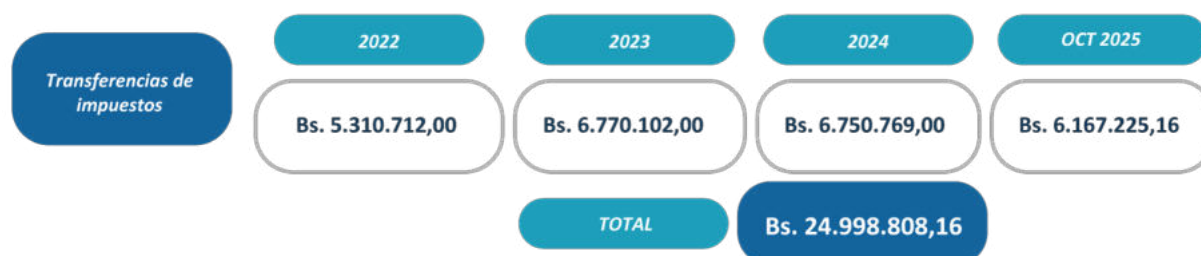 2022
2023
2024
OCT 2025
Transferencias de
impuestos
Bs. 5.310.712,00
Bs. 6.770.102,00
Bs. 6.750.769,00
Bs. 6.167.225,16
TOTAL
Bs. 24.998.808,16